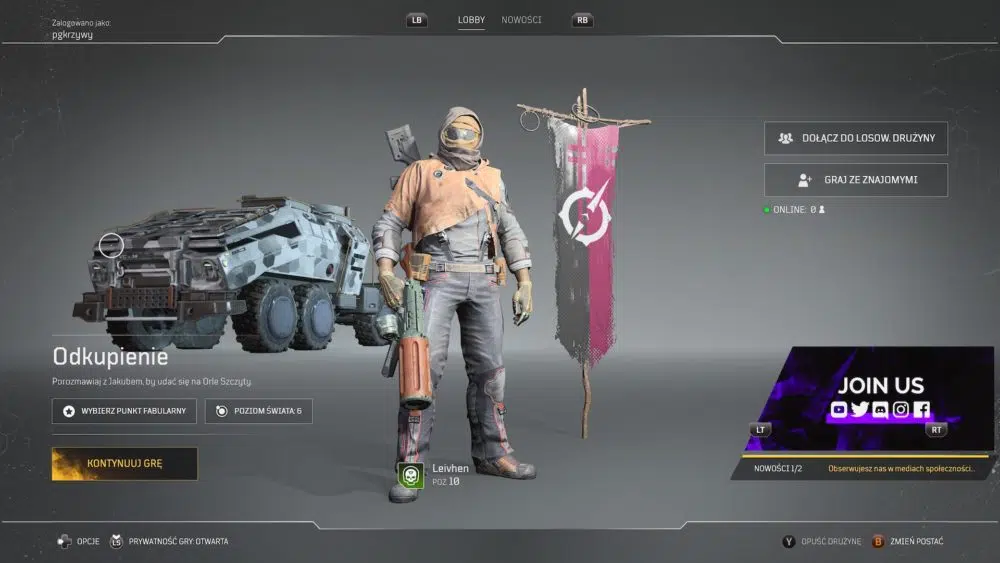 Zalogowano jako:
pgkrzywy
LB
LOBBY
NOWOŚCI
RB
DOŁĄCZ DO LOSOW. DRUŻYNY
GRAJ ZE ZNAJOMYMI
ONLINE: 0
Odkupienie
Porozmawiaj z Jakubem, by udać się na Orle Szczyty.
WYBIERZ PUNKT FABULARNY
POZIOM ŚWIATA: 6
KONTYNUUJ GRĘ
Leivhen
POZ 10
JOIN US
LT
RT
NOWOŚCI 1/2
Obserwujesz nas w mediach społeczności...
OPCJE
LS
PRYWATNOŚĆ GRY: OTWARTA
Y
OPUŚĆ DRUŻYNĘ
B
ZMIEŃ POSTAĆ